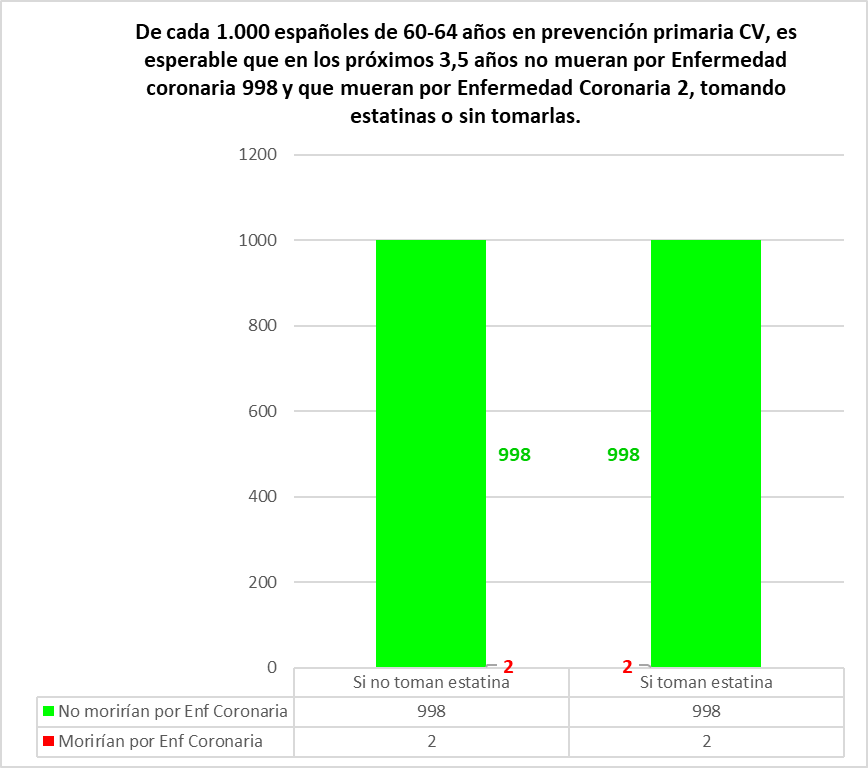 De cada 1.000 españoles de 60-64 años en prevención primaria CV, es
esperable que en los próximos 3,5 años no mueran por Enfermedad
coronaria 998 y que mueran por Enfermedad Coronaria 2, tomando
estatinas o sin tomarlas.
1200
1000
800
600
400
200
0
998 998
2 2
Si no toman estatina Si toman estatina
No morirían por Enf Coronaria 998 998
Morirían por Enf Coronaria 2 2